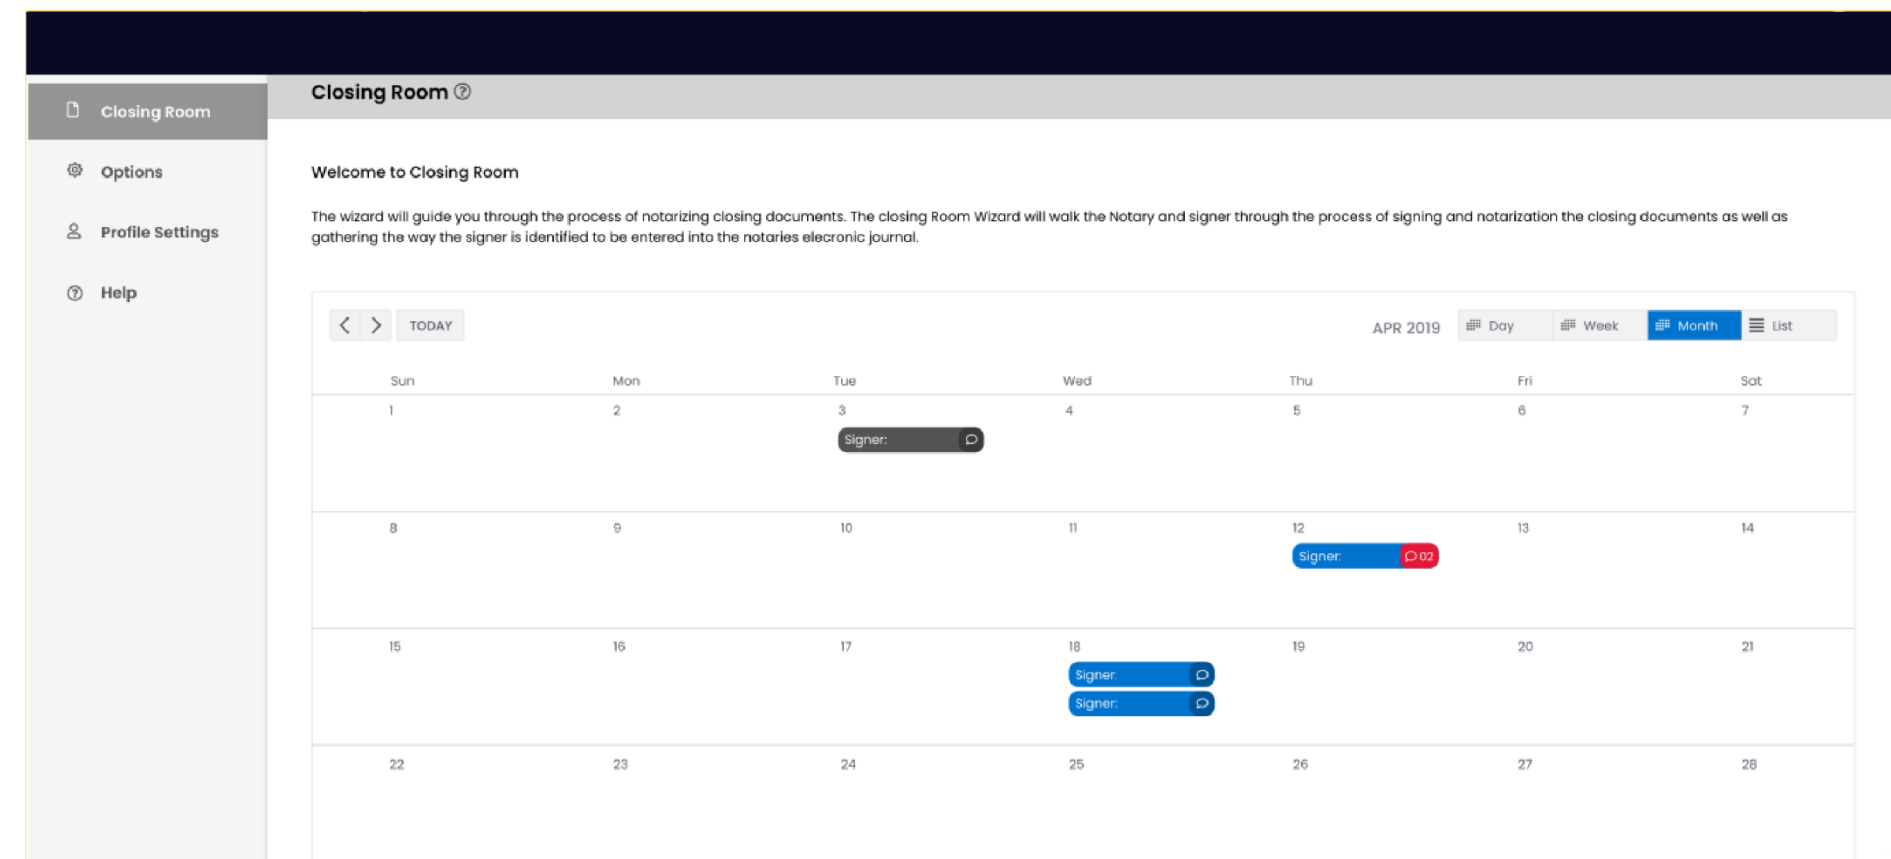 Closing Room
Closing Room
Options
Profile Settings
Help
Welcome to Closing Room
The wizard will guide you through the process of notarizing closing documents. The closing Room Wizard will walk the Notary and signer through the process of signing and notarization the closing documents as well as
gathering the way the signer is identified to be entered into the notaries elecronic journal.
TODAY APR 2019 Day Week Month List
Sun Mon Tue Wed Thu Fri Sat
1 2 3 4 5 6 7
Signer:
8 9 10 11 12 13 14
Signer: 02
15 16 17 18 19 20 21
Signer:
Signer:
22 23 24 25 26 27 28